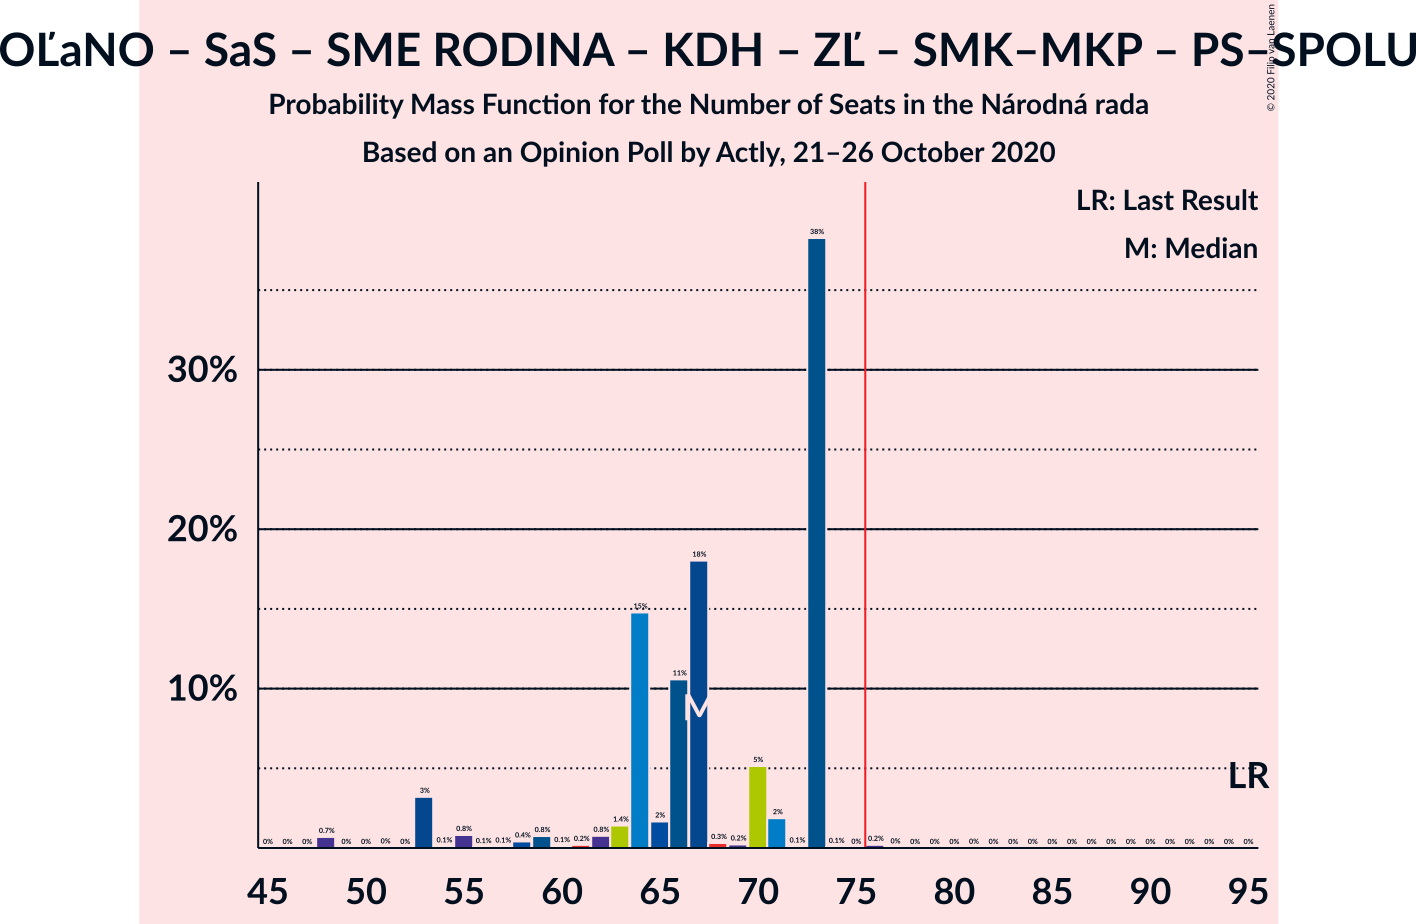 OĽaNO – SaS – SME RODINA – KDH – ZĽ – SMK–MKP – PS–SPOLU
© 2020 Filip van Laenen
Probability Mass Function for the Number of Seats in the Národná rada
Based on an Opinion Poll by Actly, 21–26 October 2020
LR: Last Result
M: Median
30%
20%
10%
0% 0% 0% 0.7% 0% 0% 0% 0% 3% 0.1% 0.8% 0.1% 0.1% 0.4% 0.8% 0.1% 0.2% 0.8% 1.4% 15% 2% 11% 18% 0.3% 0.2% 5% 2% 0.1% 38% 0.1% 0% 0.2% 0% 0% 0% 0% 0% 0% 0% 0% 0% 0% 0% 0% 0% 0% 0% 0% 0% 0% 0%
M
LR
45 50 55 60 65 70 75 80 85 90 95